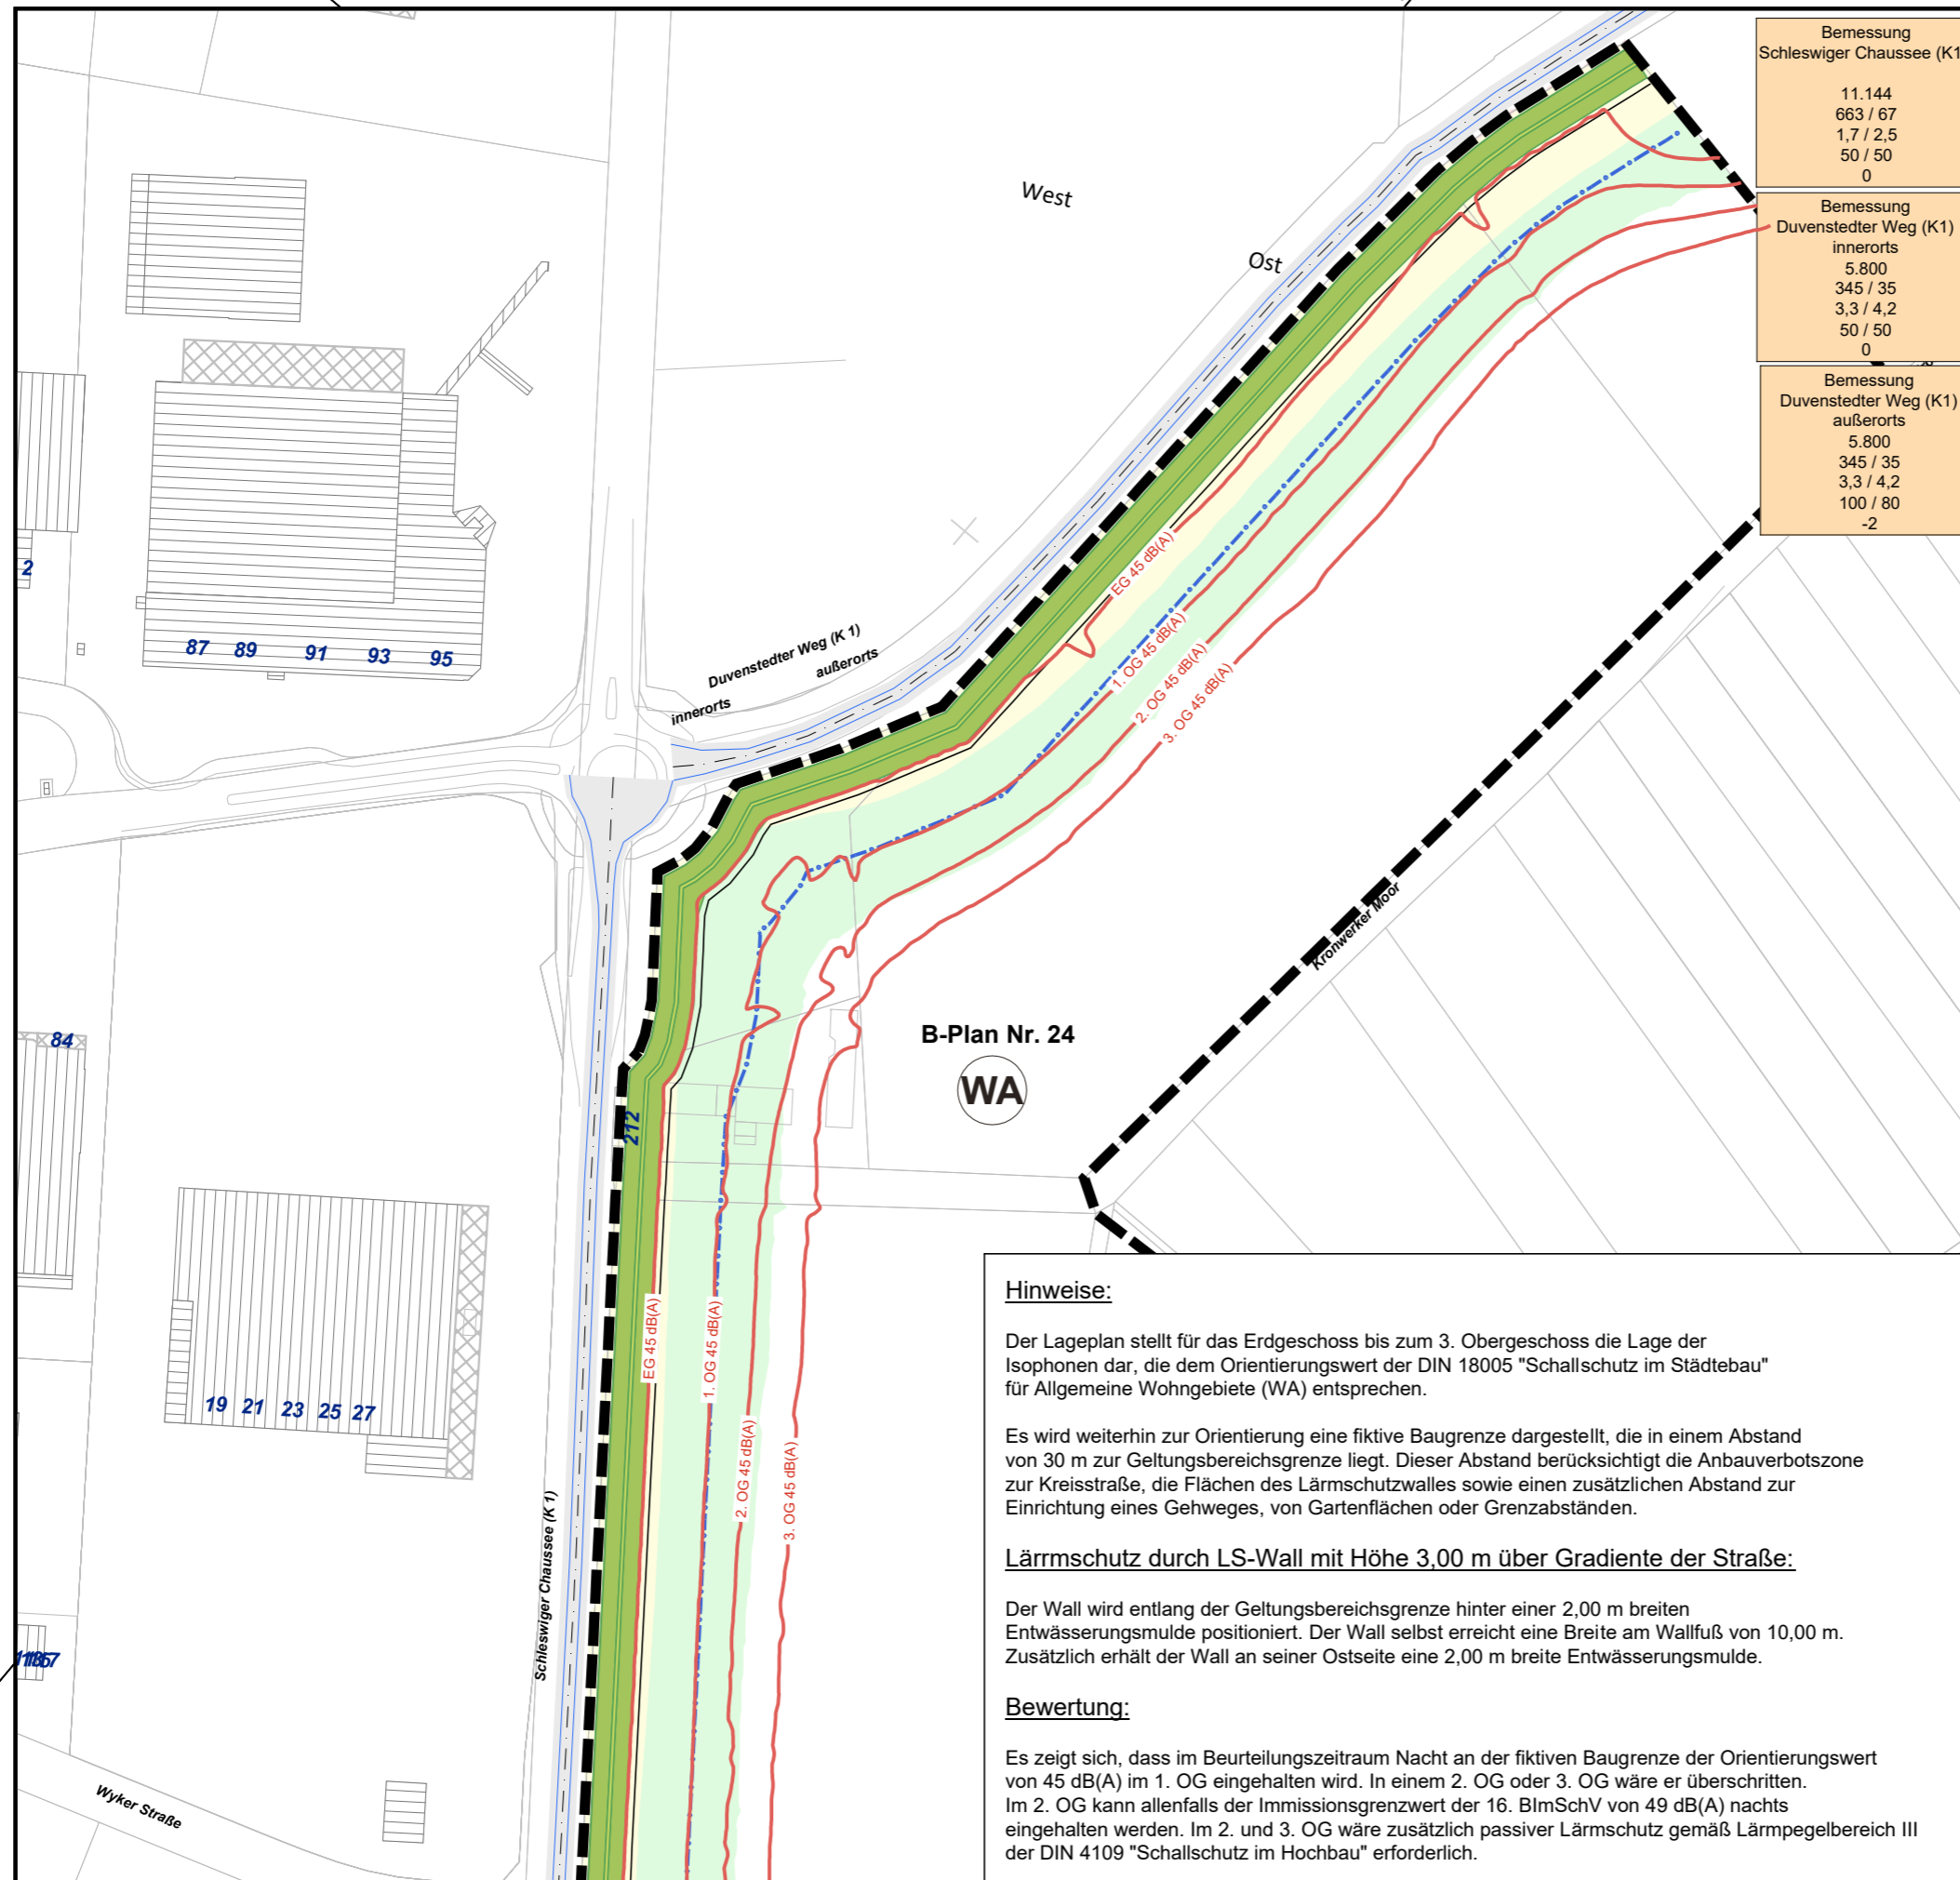 Bemessung
Schleswiger Chaussee (K1
11.144
663 / 67
1,7 / 2,5
50 / 50
0
Bemessung
Duvenstedter Weg (K1)
innerorts
5.800
345 / 35
3,3 / 4,2
50 / 50
0
Bemessung
Duvenstedter Weg (K1)
außerorts
5.800
345 / 35
3,3 / 4,2
100 / 80
-2
West
Ost
2
87 89 91 93 95
Duvenstedter Weg (K 1)
außerorts
innerorts
EG 45 dB(A)
1. OG 45 dB(A)
2. OG 45 dB(A)
3. OG 45 dB(A)
Kronwerker Moor
B-Plan Nr. 24
WA
84
212
19 21 23 25 27
EG 45 dB(A)
1. OG 45 dB(A)
2. OG 45 dB(A)
3. OG 45 dB(A)
Schleswiger Chaussee (K 1)
Wyker Straße
Hinweise:
Der Lageplan stellt für das Erdgeschoss bis zum 3. Obergeschoss die Lage der
Isophonen dar, die dem Orientierungswert der DIN 18005 "Schallschutz im Städtebau"
für Allgemeine Wohngebiete (WA) entsprechen.
Es wird weiterhin zur Orientierung eine fiktive Baugrenze dargestellt, die in einem Abstand
von 30 m zur Geltungsbereichsgrenze liegt. Dieser Abstand berücksichtigt die Anbauverbotszone
zur Kreisstraße, die Flächen des Lärmschutzwalles sowie einen zusätzlichen Abstand zur
Einrichtung eines Gehweges, von Gartenflächen oder Grenzabständen.
Lärrmschutz durch LS-Wall mit Höhe 3,00 m über Gradiente der Straße:
Der Wall wird entlang der Geltungsbereichsgrenze hinter einer 2,00 m breiten
Entwässerungsmulde positioniert. Der Wall selbst erreicht eine Breite am Wallfuß von 10,00 m.
Zusätzlich erhält der Wall an seiner Ostseite eine 2,00 m breite Entwässerungsmulde.
Bewertung:
Es zeigt sich, dass im Beurteilungszeitraum Nacht an der fiktiven Baugrenze der Orientierungswert
von 45 dB(A) im 1. OG eingehalten wird. In einem 2. OG oder 3. OG wäre er überschritten.
Im 2. OG kann allenfalls der Immissionsgrenzwert der 16. BImSchV von 49 dB(A) nachts
eingehalten werden. Im 2. und 3. OG wäre zusätzlich passiver Lärmschutz gemäß Lärmpegelbereich III
der DIN 4109 "Schallschutz im Hochbau" erforderlich.